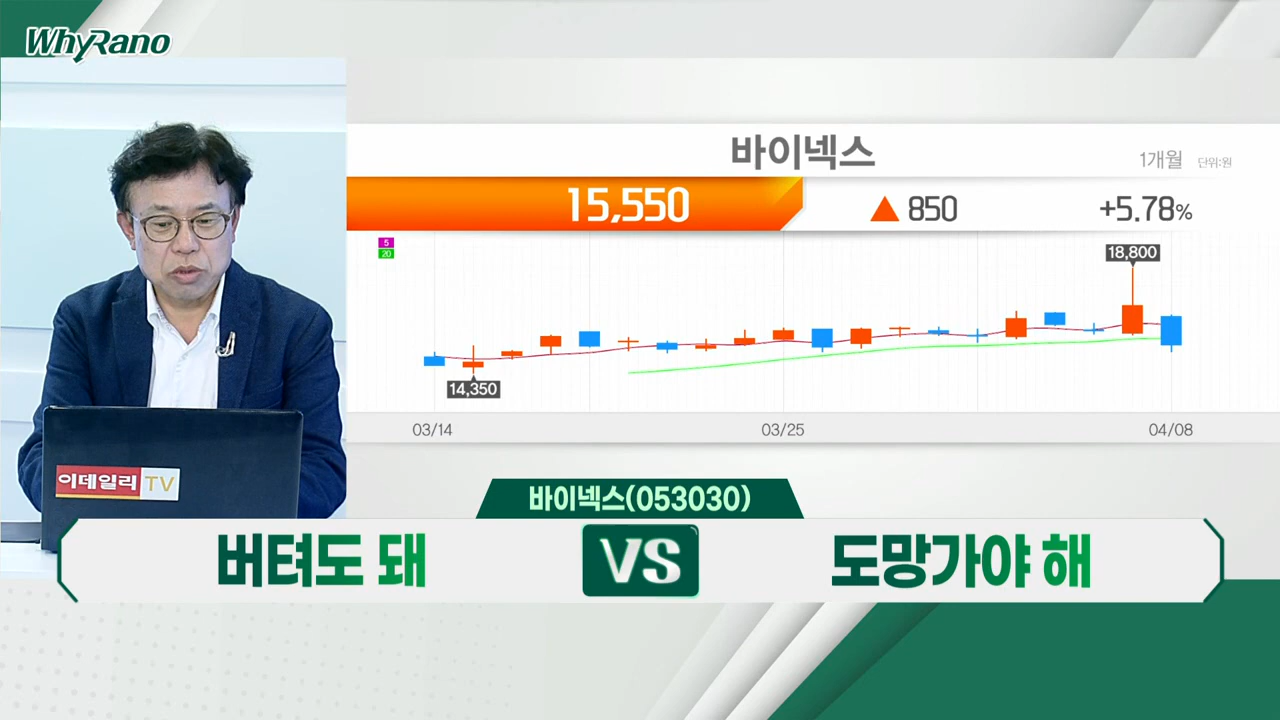 WhyRano
바이넥스
1개월 단위:원
15,550 ▲ 850 +5.78%
5
20
18,800
14,350
03/14 03/25 04/08
이데일리 TV
바이넥스(053030)
버텨도 돼 VS 도망가야 해